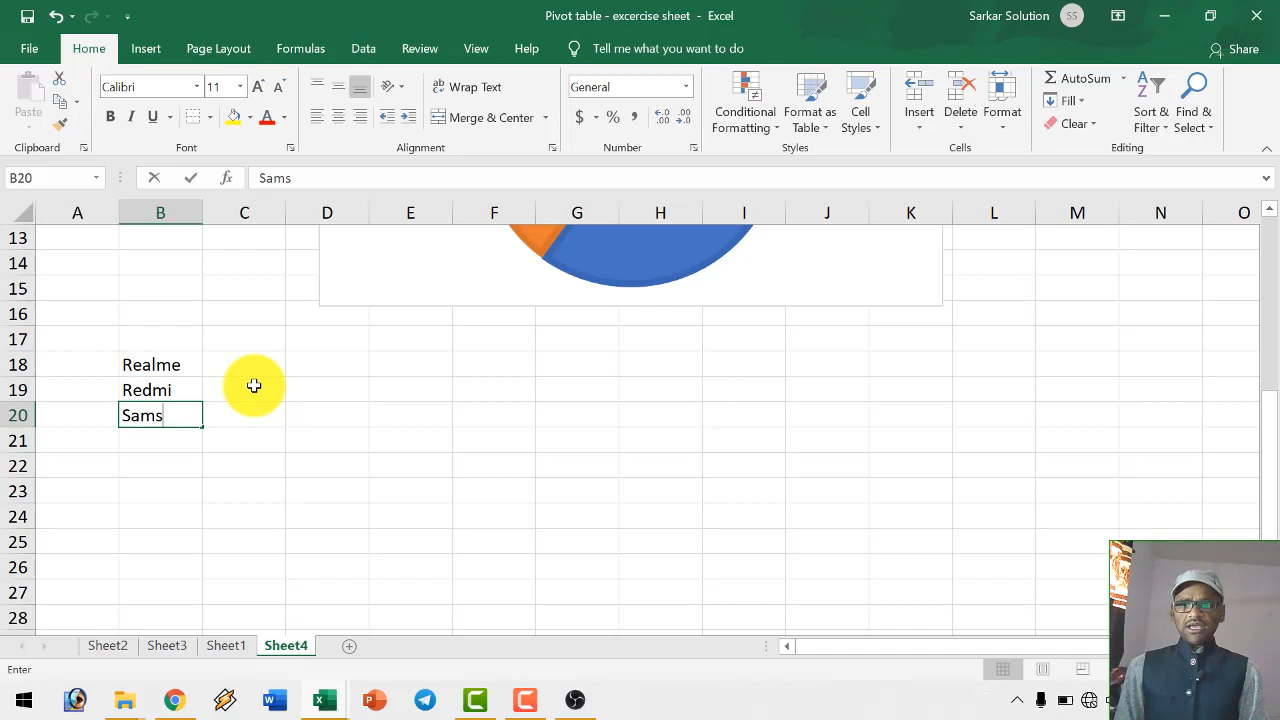 Pivot table - excercise sheet - Excel
Sarkar Solution
SS
File
Home
Insert
Page Layout
Formulas
Data
Review
View
Help
Tell me what you want to do
Share
Paste
Clipboard
Calibri
11
B I U
A
Font
ab
Wrap Text
Merge & Center
Alignment
General
$ % ,
Number
Conditional Formatting
Format as Table
Cell Styles
Styles
Insert
Delete
Format
Cells
AutoSum
Fill
Clear
Sort & Filter
Find & Select
Editing
B20
fx
Sams
A B C D E F G H I J K L M N O
13
14
15
16
17
18 Realme
19 Redmi
20 Sams
21
22
23
24
25
26
27
28
Sheet2
Sheet3
Sheet1
Sheet4
Enter